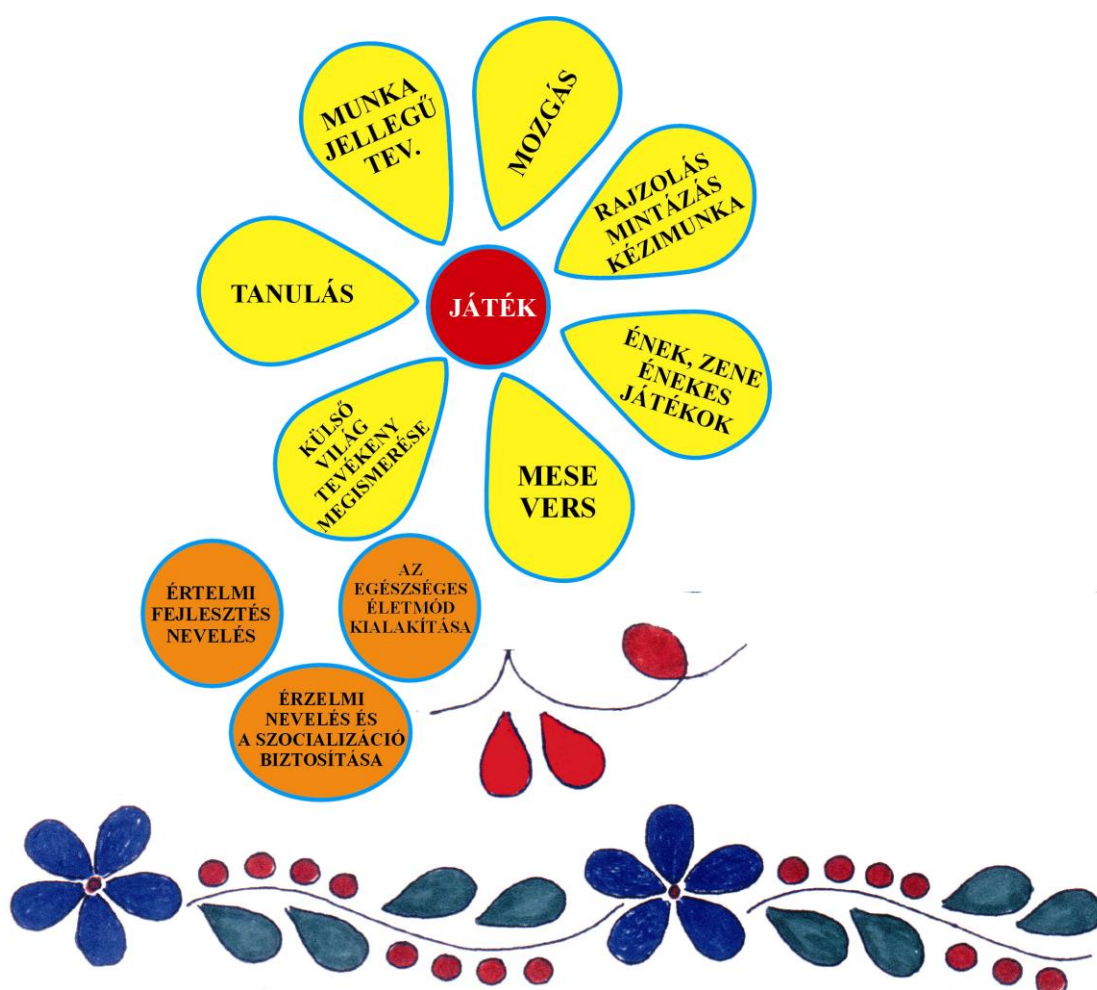 MUNKA
JELLEGŰ
TEV.
MOZGÁS
RAJZOLÁS
MINTÁZÁS
KÉZIMUNKA
TANULÁS
JÁTÉK
ÉNEK, ZENE
ÉNEKES
JÁTÉKOK
KÜLSŐ
VILÁG
TEVÉKENY
MEGISMERÉSE
MESE
VERS
ÉRTELMI
FEJLESZTÉS
NEVELÉS
AZ
EGÉSZSÉGES
ÉLETMÓD
KIALAKÍTÁSA
ÉRZELMI
NEVELÉS ÉS
A SZOCIALIZÁCIÓ
BIZTOSÍTÁSA